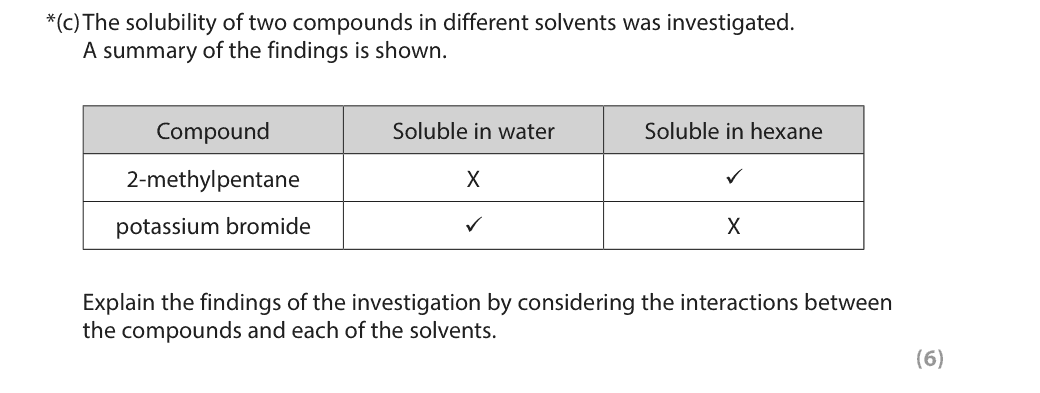 *(c) The solubility of two compounds in different solvents was investigated.
A summary of the findings is shown.
Compound Soluble in water Soluble in hexane
2-methylpentane X ✓
potassium bromide ✓ X
Explain the findings of the investigation by considering the interactions between
the compounds and each of the solvents.
(6)